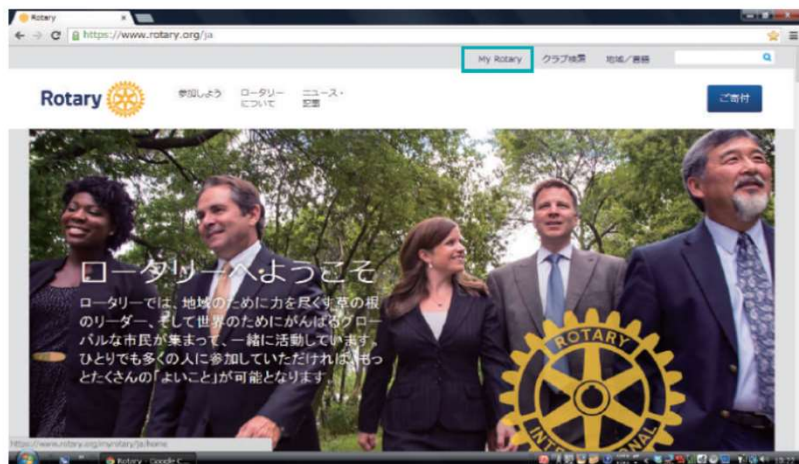 Rotary
https://www.rotary.org/ja
My Rotary
クラブ検索
地域/言語
Rotary
参加しよう
ロータリー
について
ニュース・
記事
ご寄付
ロータリーへようこそ
ロータリーでは、地域のために力を尽くす草の根
のリーダー、そして世界のためにがんばるグロー
バルな市民が集まって、一緒に活動しています。
ひとりでも多くの人に参加していただければ、もっ
とたくさんの「よいこと」が可能となります。
ROTARY
INTERNATIONAL
https://www.rotary.org/myrotary/ja/home
Rotary - Google C...